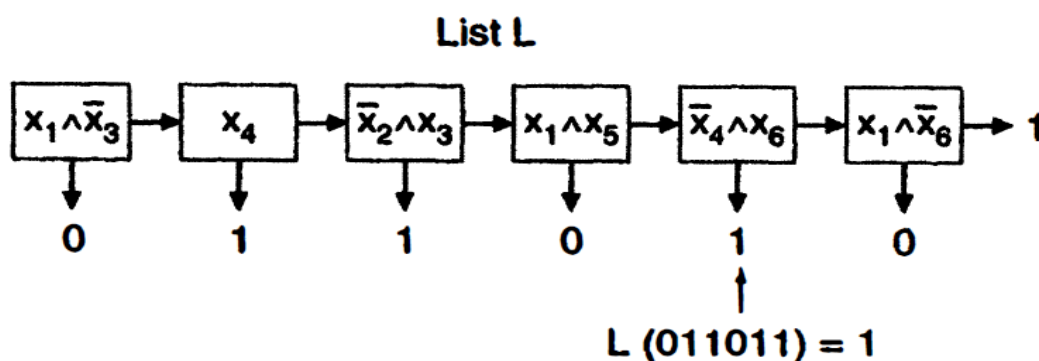 List L
x₁∧x̄₃ x₄ x̄₂∧x₃ x₁∧x₅ x̄₄∧x₆ x₁∧x̄₆ 1
0 1 1 0 1 0
L (011011) = 1